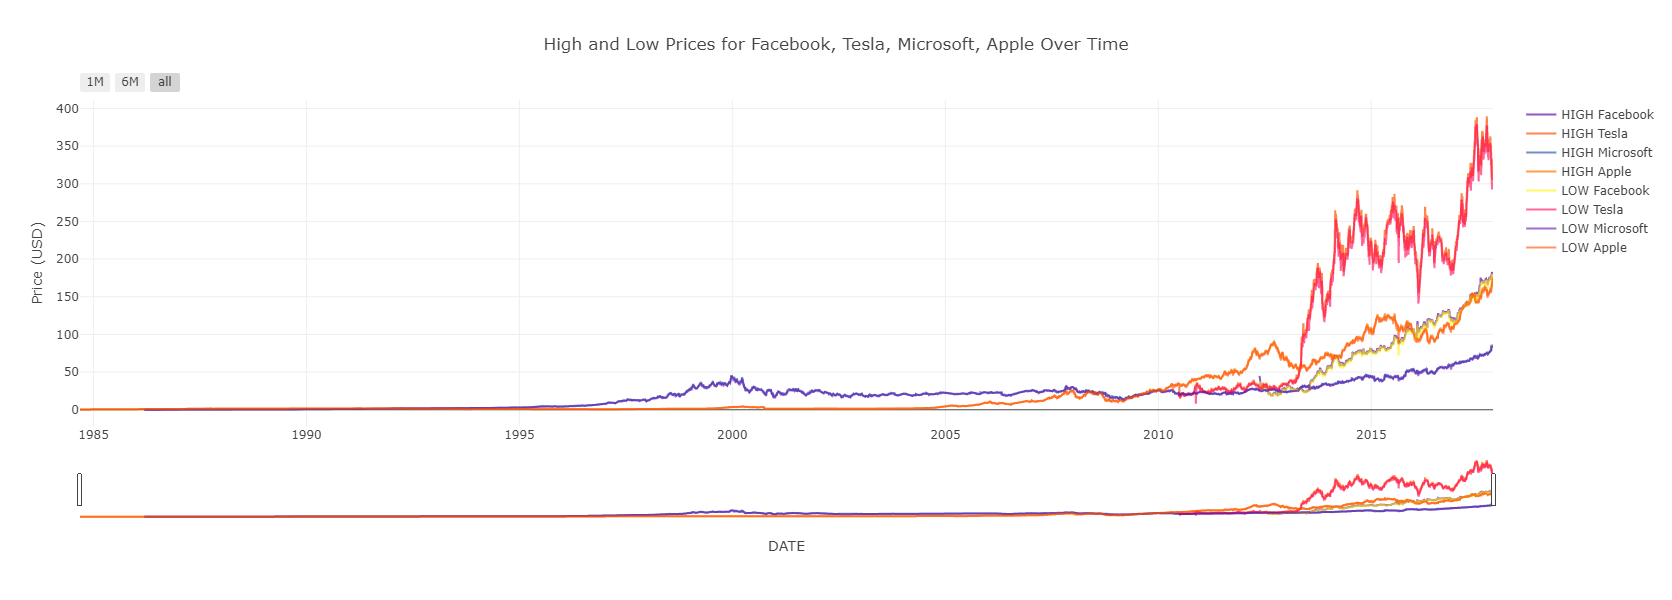 High and Low Prices for Facebook, Tesla, Microsoft, Apple Over Time
1M 6M all
400
350
300
250
200
150
100
50
0
Price (USD)
1985 1990 1995 2000 2005 2010 2015
DATE
HIGH Facebook
HIGH Tesla
HIGH Microsoft
HIGH Apple
LOW Facebook
LOW Tesla
LOW Microsoft
LOW Apple